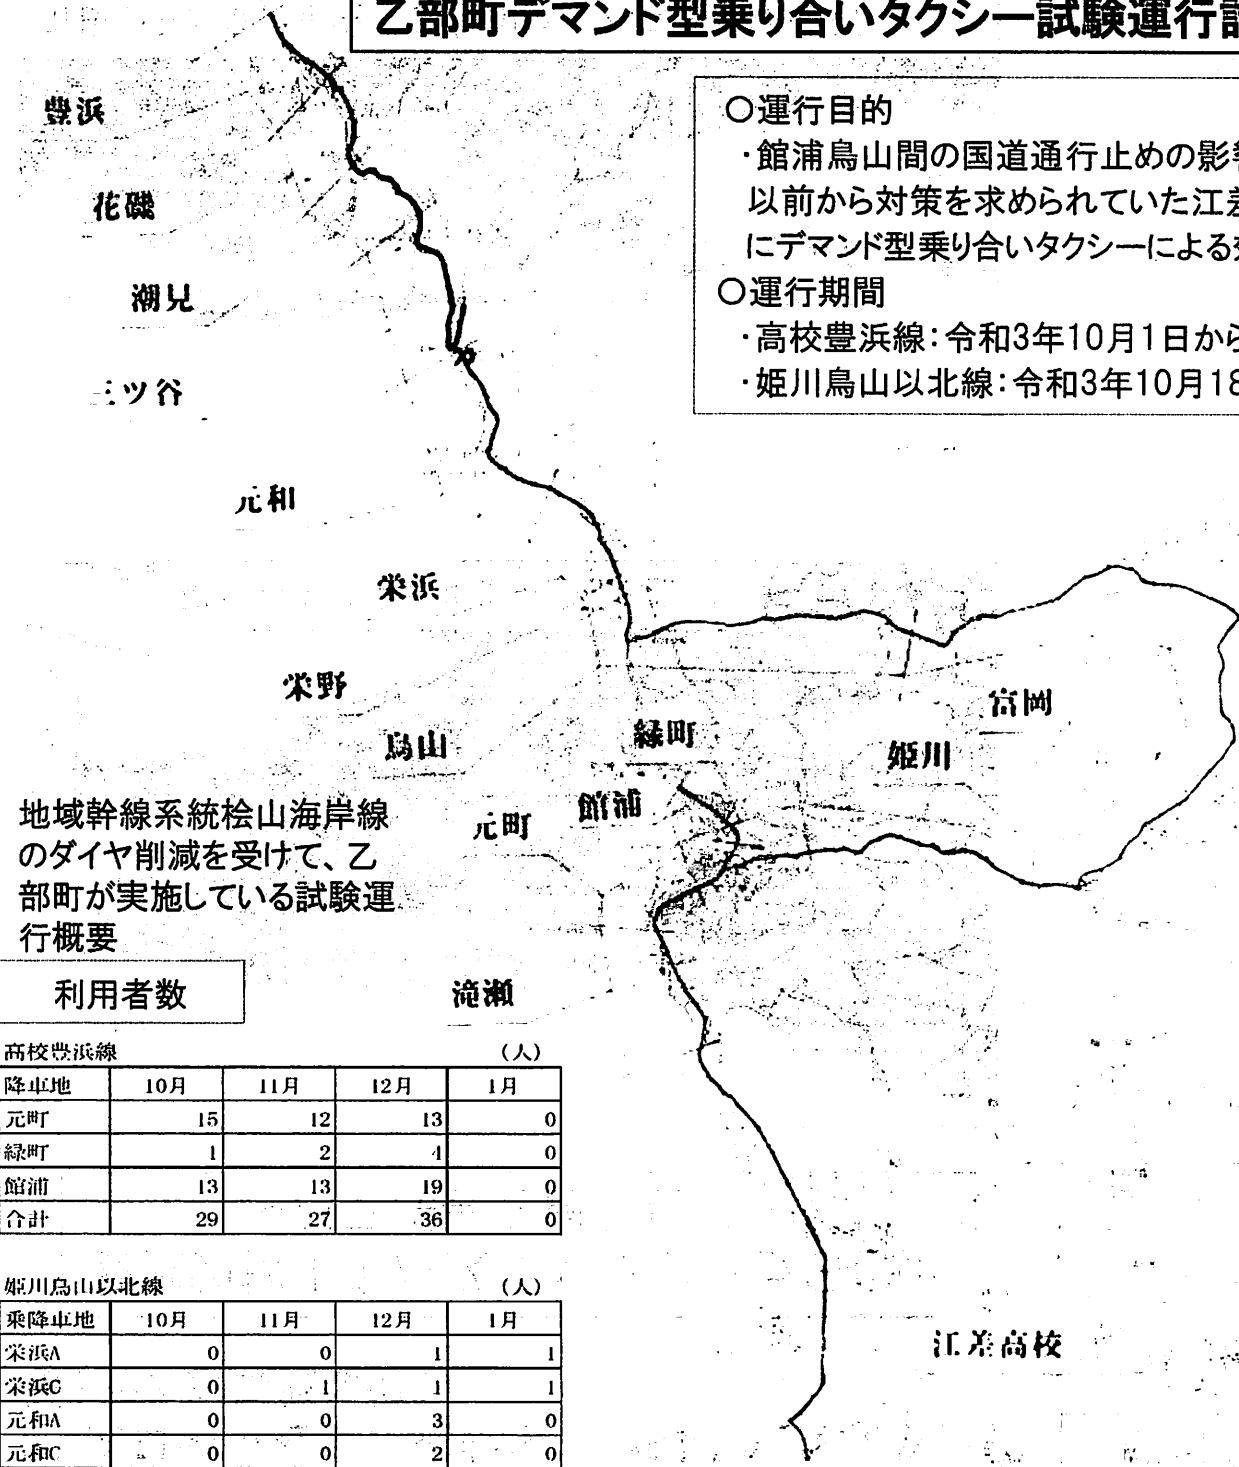 乙部町デマンド型乗り合いタクシー試験運行
○運行目的
・館浦鳥山間の国道通行止めの影
以前から対策を求められていた江差
にデマンド型乗り合いタクシーによる
○運行期間
・高校豊浜線：令和3年10月1日から
・姫川鳥山以北線：令和3年10月18
豊浜
花磯
潮見
三ツ谷
元和
栄浜
栄野
鳥山
緑町
富岡
姫川
館浦
元町
滝瀬
江差高校
地域幹線系統桧山海岸線
のダイヤ削減を受けて、乙
部町が実施している試験運
行概要
利用者数
高校豊浜線 (人)
降車地 10月 11月 12月 1月
元町 15 12 13 0
緑町 1 2 4 0
館浦 13 13 19 0
合計 29 27 36 0
姫川鳥山以北線 (人)
乗降車地 10月 11月 12月 1月
栄浜A 0 0 1 1
栄浜C 0 1 1 1
元和A 0 0 3 0
元和C 0 0 2 0